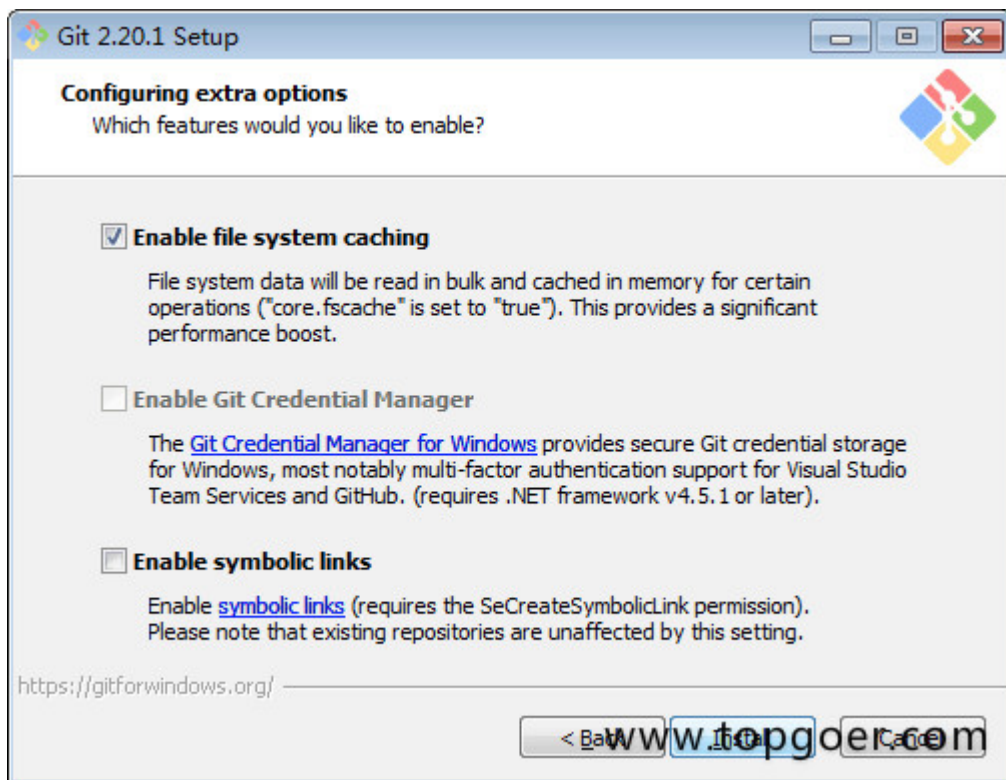 Git 2.20.1 Setup
Configuring extra options
Which features would you like to enable?
Enable file system caching
File system data will be read in bulk and cached in memory for certain
operations ("core.fscache" is set to "true"). This provides a significant
performance boost.
Enable Git Credential Manager
The Git Credential Manager for Windows provides secure Git credential storage
for Windows, most notably multi-factor authentication support for Visual Studio
Team Services and GitHub. (requires .NET framework v4.5.1 or later).
Enable symbolic links
Enable symbolic links (requires the SeCreateSymbolicLink permission).
Please note that existing repositories are unaffected by this setting.
https://gitforwindows.org/
< Back Install Cancel
www.topgoer.com